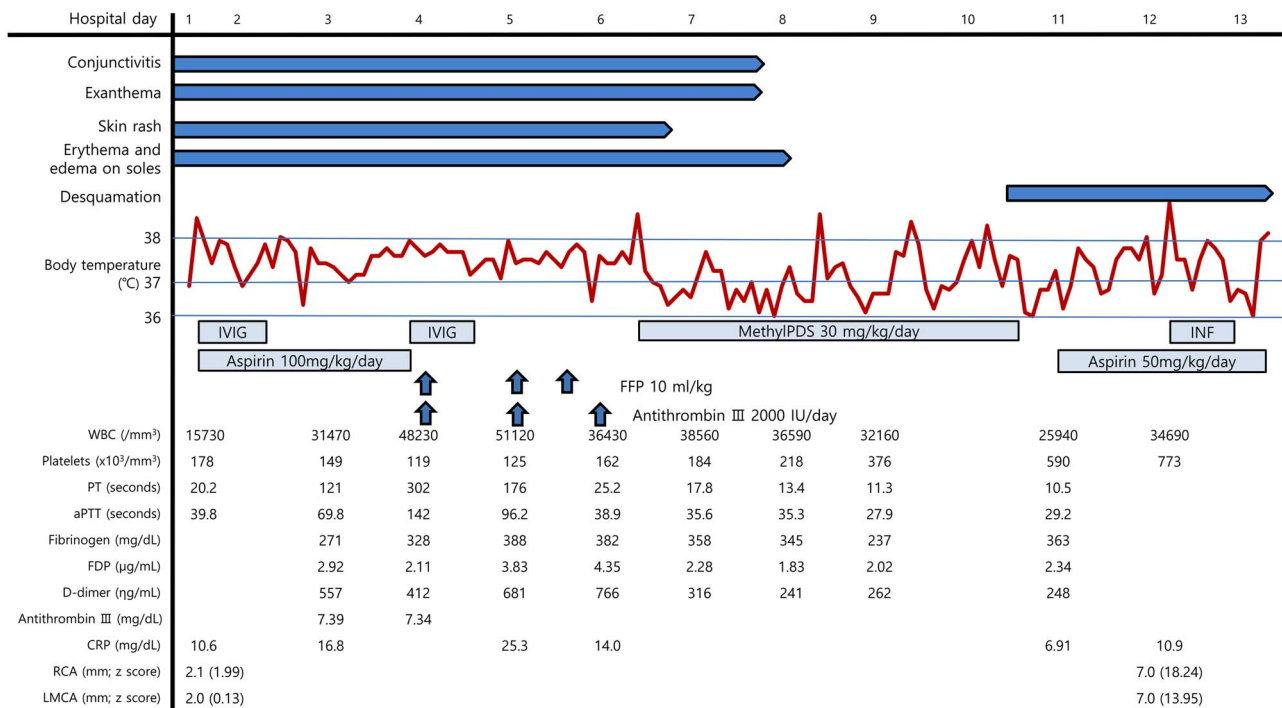 Hospital day 1 2 3 4 5 6 7 8 9 10 11 12 13
Conjunctivitis
Exanthema
Skin rash
Erythema and
edema on soles
Desquamation
38
Body temperature
(℃) 37
36
IVIG IVIG MethylPDS 30 mg/kg/day INF
Aspirin 100mg/kg/day Aspirin 50mg/kg/day
FFP 10 ml/kg
Antithrombin Ⅲ 2000 IU/day
WBC (/mm³) 15730 31470 48230 51120 36430 38560 36590 32160 25940 34690
Platelets (x10³/mm³) 178 149 119 125 162 184 218 376 590 773
PT (seconds) 20.2 121 302 176 25.2 17.8 13.4 11.3 10.5
aPTT (seconds) 39.8 69.8 142 96.2 38.9 35.6 35.3 27.9 29.2
Fibrinogen (mg/dL) 271 328 388 382 358 345 237 363
FDP (μg/mL) 2.92 2.11 3.83 4.35 2.28 1.83 2.02 2.34
D-dimer (ηg/mL) 557 412 681 766 316 241 262 248
Antithrombin Ⅲ (mg/dL) 7.39 7.34
CRP (mg/dL) 10.6 16.8 25.3 14.0 6.91 10.9
RCA (mm; z score) 2.1 (1.99) 7.0 (18.24)
LMCA (mm; z score) 2.0 (0.13) 7.0 (13.95)